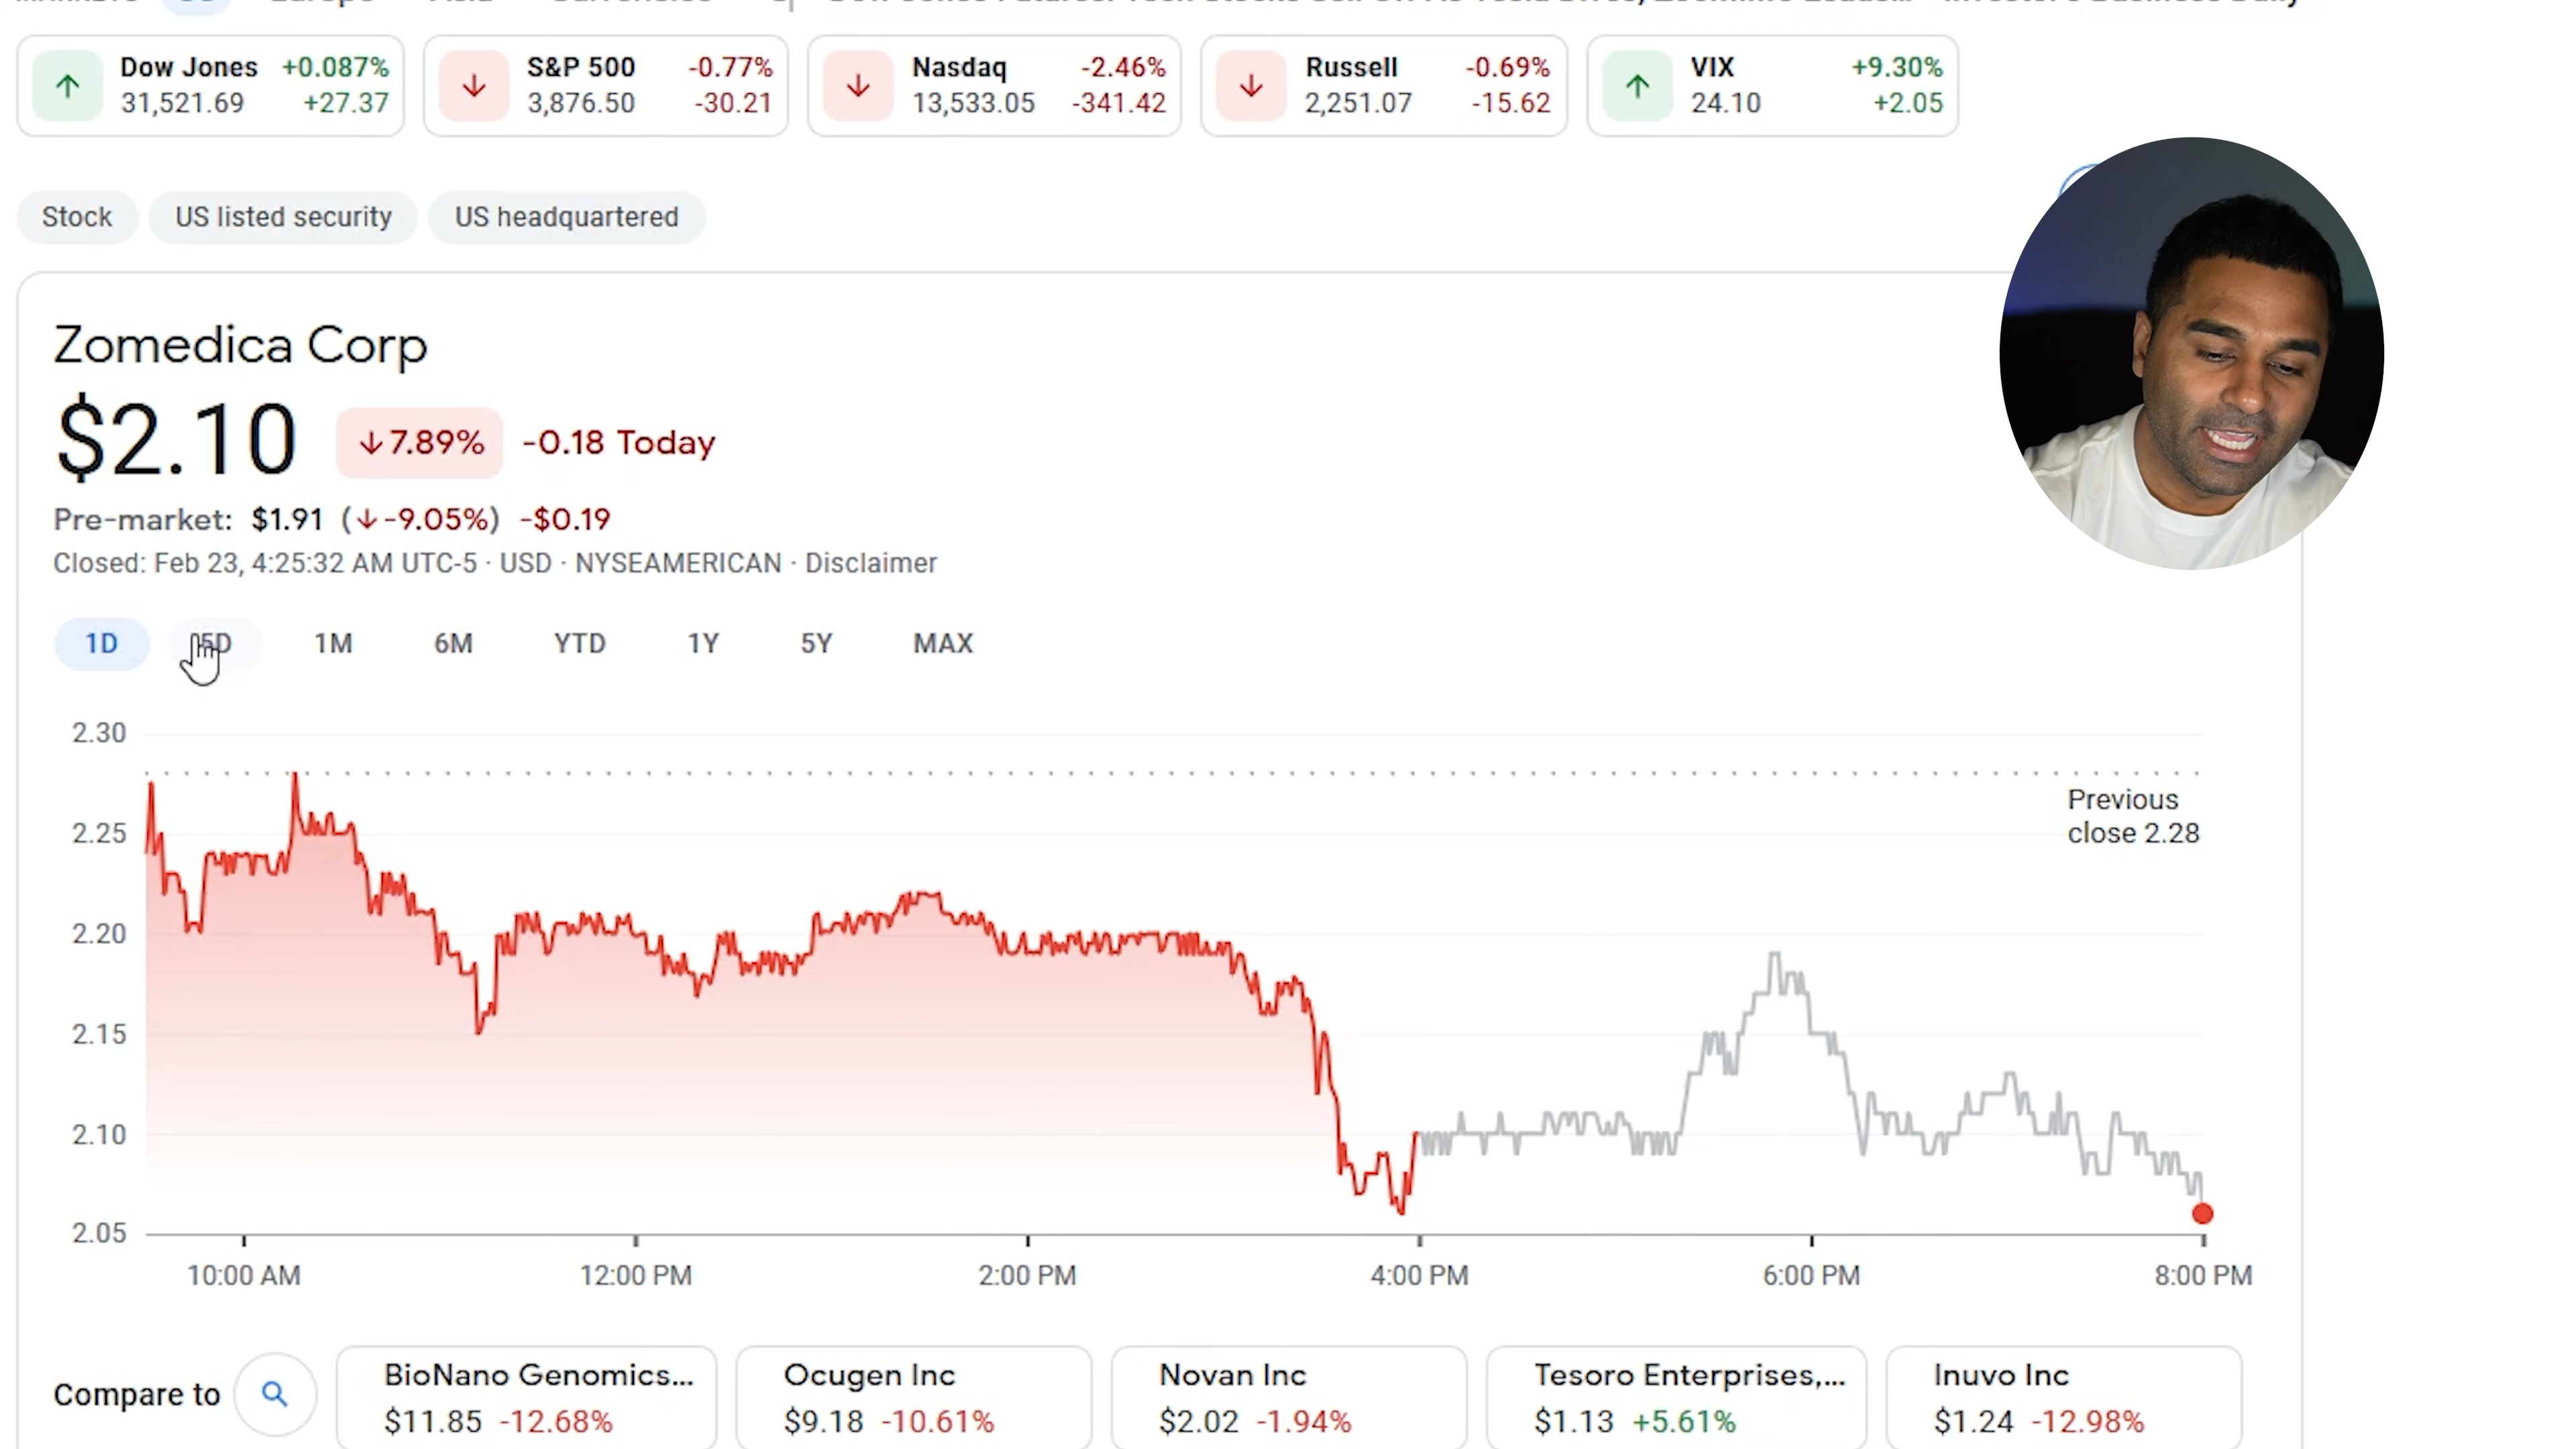 Dow Jones +0.087%
31,521.69 +27.37
S&P 500 -0.77%
3,876.50 -30.21
Nasdaq -2.46%
13,533.05 -341.42
Russell -0.69%
2,251.07 -15.62
VIX +9.30%
24.10 +2.05
Stock US listed security US headquartered
Zomedica Corp
$2.10 ↓7.89% -0.18 Today
Pre-market: $1.91 (↓-9.05%) -$0.19
Closed: Feb 23, 4:25:32 AM UTC-5 · USD · NYSEAMERICAN · Disclaimer
1D 5D 1M 6M YTD 1Y 5Y MAX
2.30
Previous
close 2.28
2.25
2.20
2.15
2.10
2.05
10:00 AM 12:00 PM 2:00 PM 4:00 PM 6:00 PM 8:00 PM
Compare to
BioNano Genomics...
$11.85 -12.68%
Ocugen Inc
$9.18 -10.61%
Novan Inc
$2.02 -1.94%
Tesoro Enterprises,...
$1.13 +5.61%
Inuvo Inc
$1.24 -12.98%